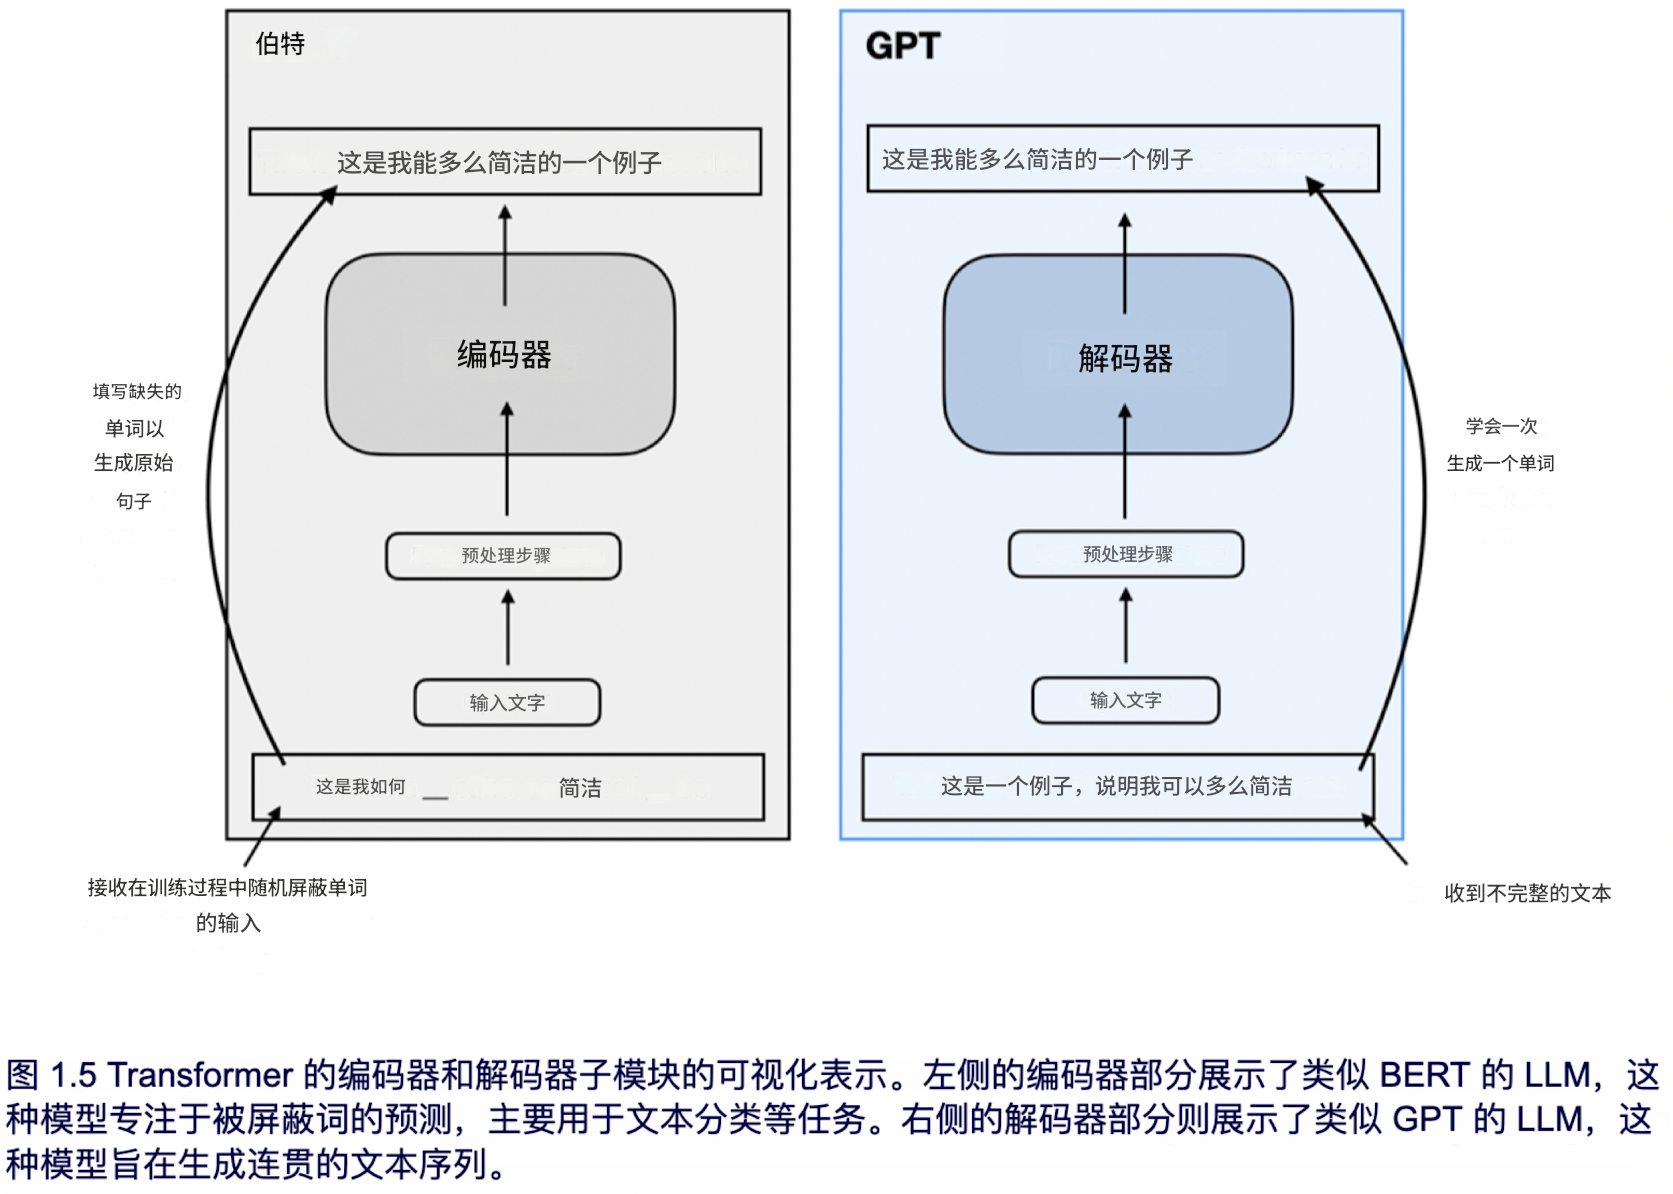 伯特
这是我能多么简洁的一个例子
编码器
填写缺失的
单词以
生成原始
句子
预处理步骤
输入文字
这是我如何 __ 简洁
接收在训练过程中随机屏蔽单词
的输入
GPT
这是我能多么简洁的一个例子
解码器
学会一次
生成一个单词
预处理步骤
输入文字
这是一个例子，说明我可以多么简洁
收到不完整的文本
图 1.5 Transformer 的编码器和解码器子模块的可视化表示。左侧的编码器部分展示了类似 BERT 的 LLM，这
种模型专注于被屏蔽词的预测，主要用于文本分类等任务。右侧的解码器部分则展示了类似 GPT 的 LLM，这
种模型旨在生成连贯的文本序列。